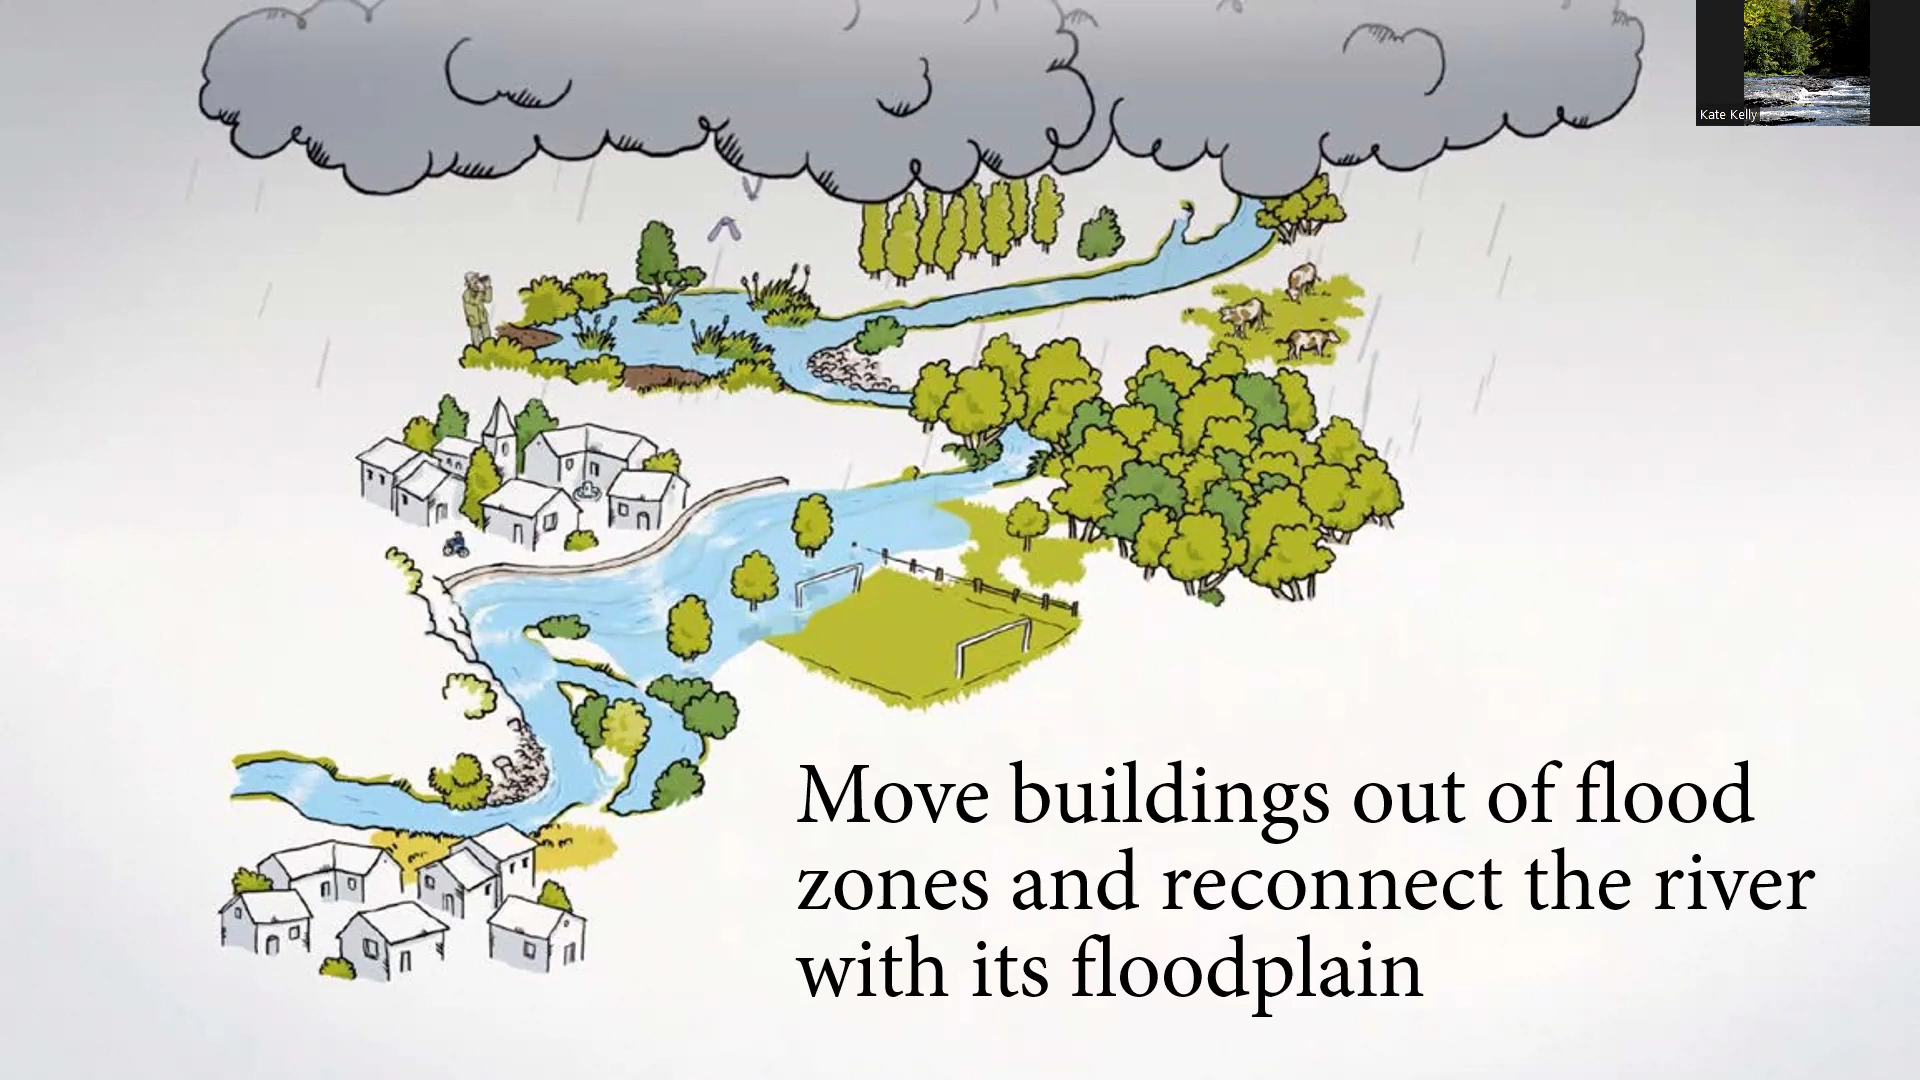 Kate Kelly
Move buildings out of flood
zones and reconnect the river
with its floodplain